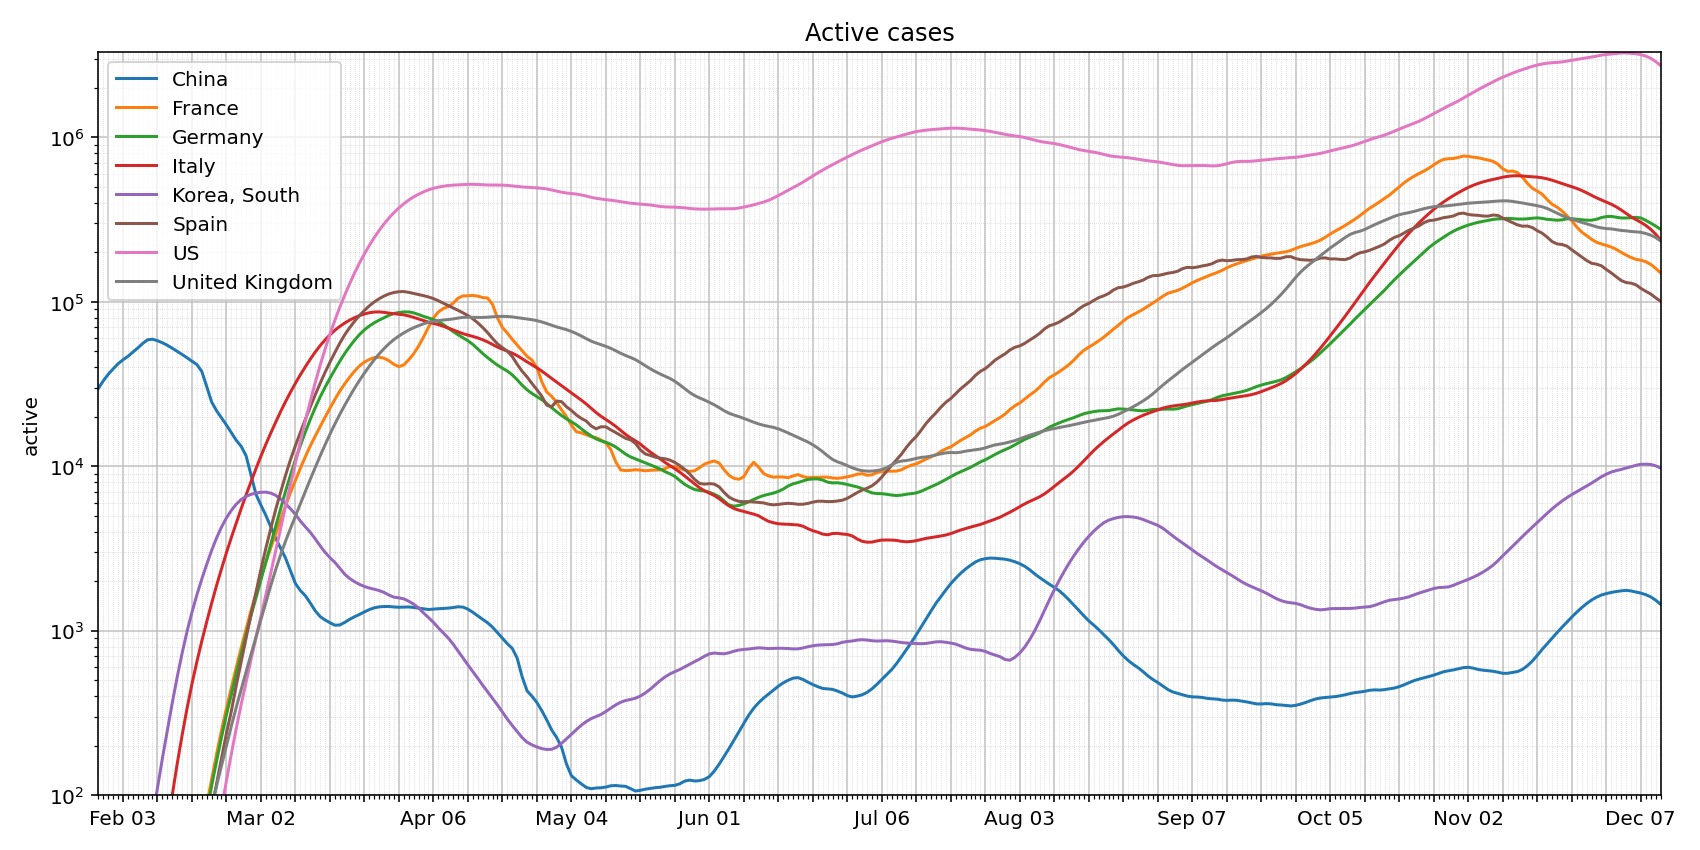 Active cases
China
France
Germany
Italy
Korea, South
Spain
US
United Kingdom
active
10⁶
10⁵
10⁴
10³
10²
Feb 03 Mar 02 Apr 06 May 04 Jun 01 Jul 06 Aug 03 Sep 07 Oct 05 Nov 02 Dec 07